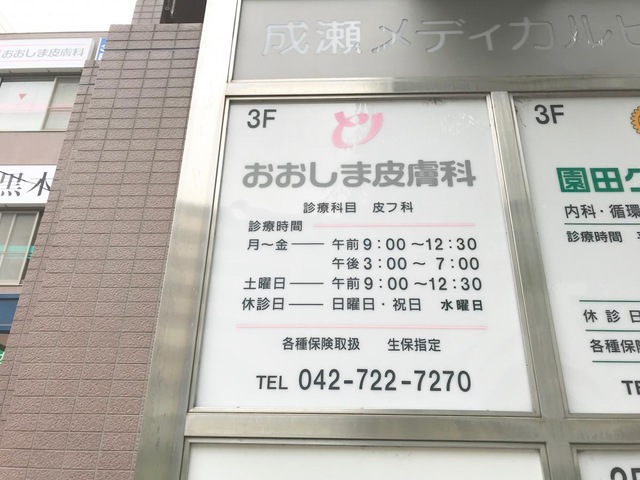 成瀬メディカルビ
おおしま皮膚科
黒木
3F
おおしま皮膚科
診療科目 皮フ科
診療時間
月～金 午前 9：00～12：30
午後 3：00～ 7：00
土曜日 午前 9：00～12：30
休診日 日曜日・祝日 水曜日
各種保険取扱 生保指定
TEL 042-722-7270
3F
園田ク
内科・循環
診療時間
休診日
各種保険
TE